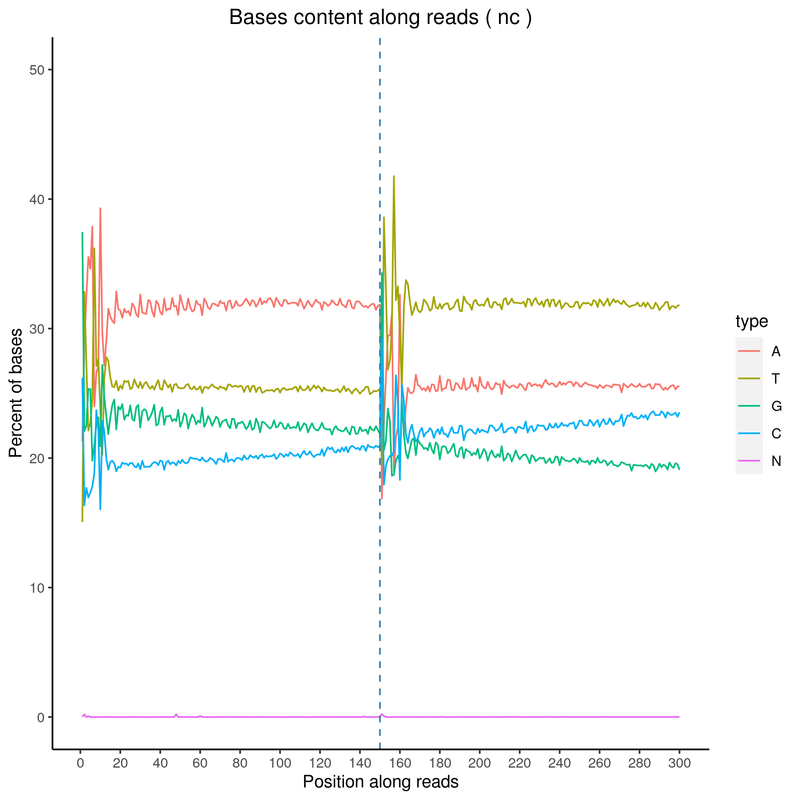 Bases content along reads ( nc )
Percent of bases
50
40
30
20
10
0
0 20 40 60 80 100 120 140 160 180 200 220 240 260 280 300
Position along reads
type
A
T
G
C
N